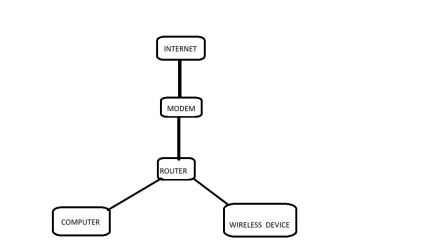 INTERNET
MODEM
ROUTER
COMPUTER
WIRELESS DEVICE